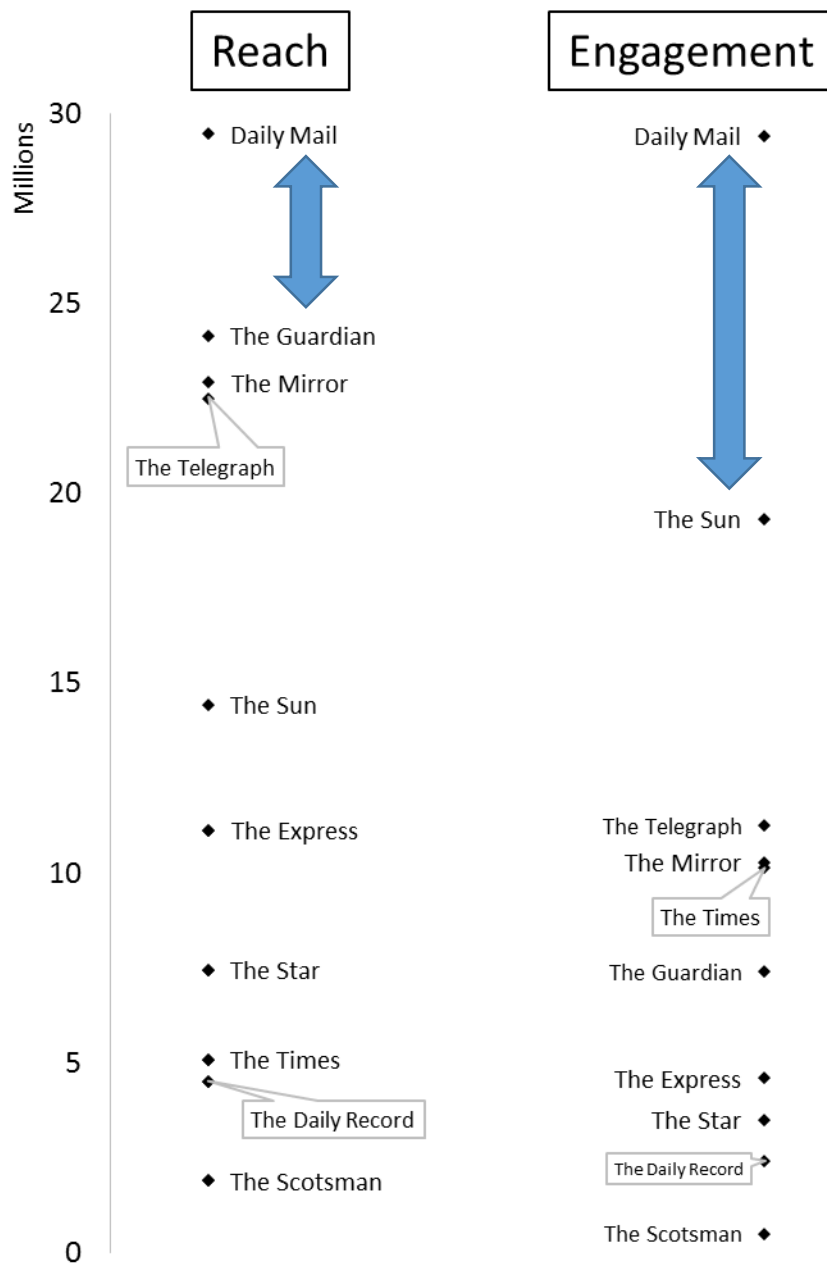 Reach
Engagement
Millions
30
Daily Mail
Daily Mail
25
The Guardian
The Mirror
The Telegraph
20
The Sun
15
The Sun
The Express
The Telegraph
The Mirror
10
The Times
The Star
The Guardian
5
The Times
The Express
The Daily Record
The Star
The Daily Record
The Scotsman
The Scotsman
0